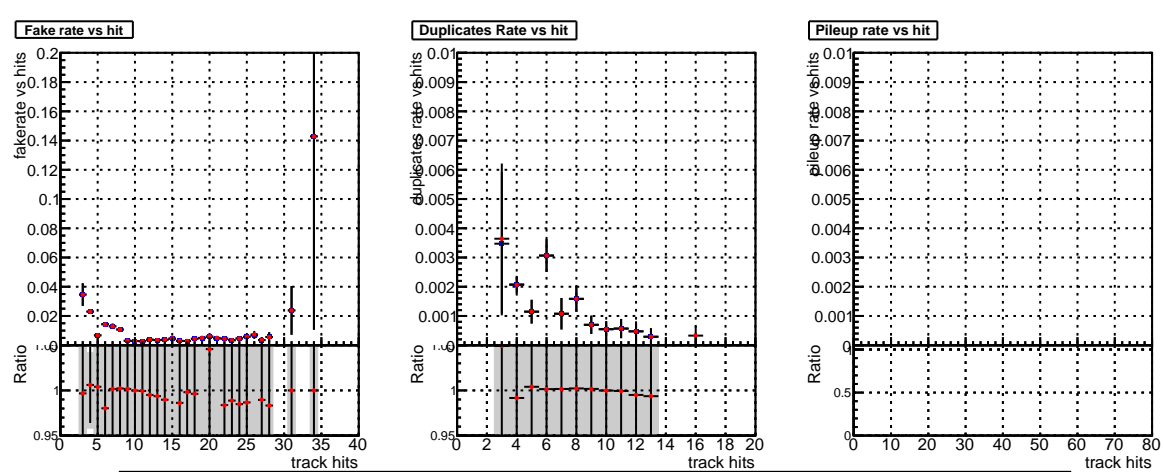 Fake rate vs hit
fakerate vs hits
0.2
0.18
0.16
0.14
0.12
0.1
0.08
0.06
0.04
0.02
Ratio
1
0.95
0 5 10 15 20 25 30 35 40
track hits
Duplicates Rate vs hit
duplicates rate vs hits
0.01
0.009
0.008
0.007
0.006
0.005
0.004
0.003
0.002
0.001
0
Ratio
1
0.95
0 2 4 6 8 10 12 14 16 18 20
track hits
Pileup rate vs hit
pileup rate vs hits
0.01
0.009
0.008
0.007
0.006
0.005
0.004
0.003
0.002
0.001
0
Ratio
1
0.5
0
0 10 20 30 40 50 60 70 80
track hits